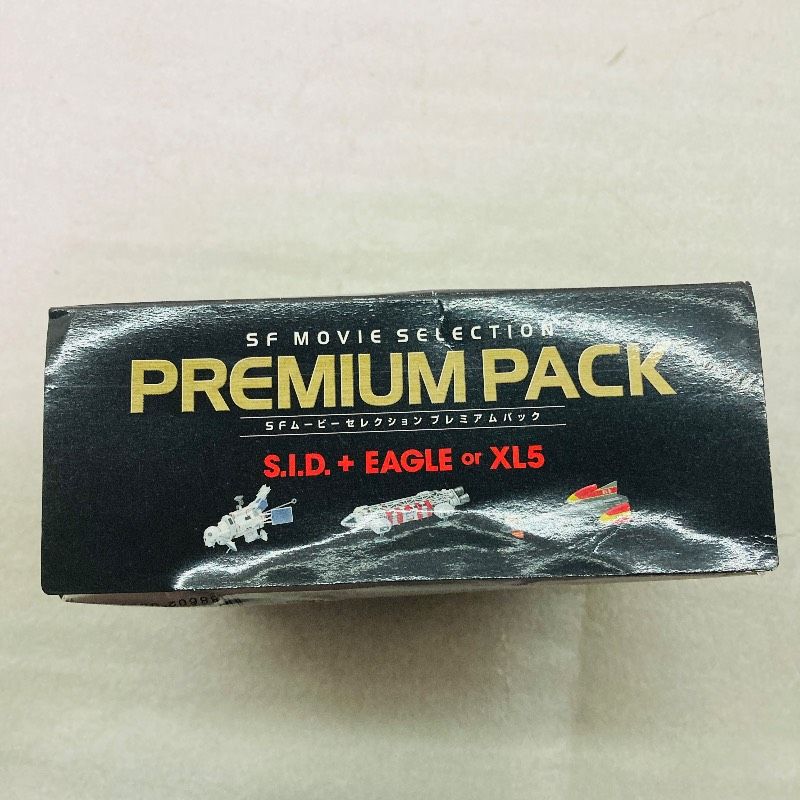 SF MOVIE SELECTION
PREMIUM PACK
SFムービーセレクション プレミアムパック
S.I.D. + EAGLE or XL5